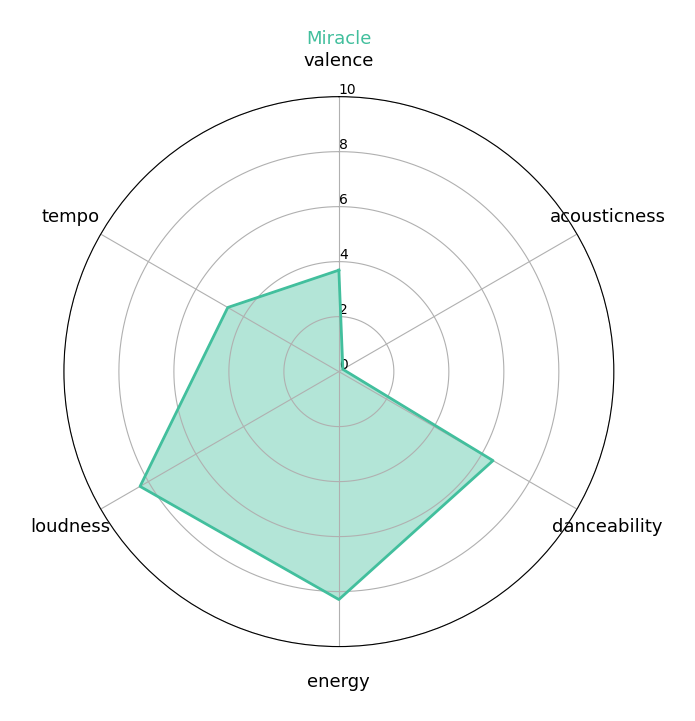 Miracle
valence
10
8
tempo
6
acousticness
4
2
0
loudness
danceability
energy